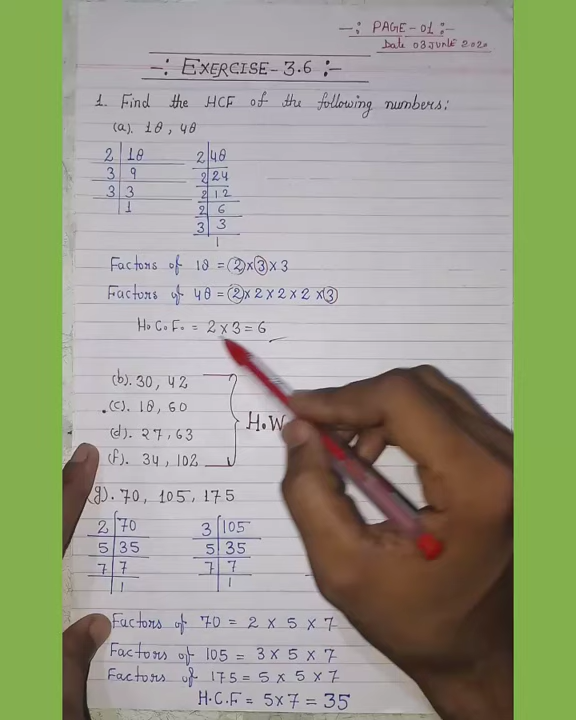 -: PAGE-01:-
Date 03 June 2020
-: EXERCISE-3.6 :-
1. Find the HCF of the following numbers:
(a). 18, 48
2 | 18
3 | 9
3 | 3
1
2 | 48
2 | 24
2 | 12
2 | 6
3 | 3
1
Factors of 18 = 2 x 3 x 3
Factors of 48 = 2 x 2 x 2 x 2 x 3
H.C.F. = 2 x 3 = 6
(b). 30, 42
(c). 18, 60
(d). 27, 63
(f). 34, 102
H.W
(g). 70, 105, 175
2 | 70
5 | 35
7 | 7
1
3 | 105
5 | 35
7 | 7
1
Factors of 70 = 2 x 5 x 7
Factors of 105 = 3 x 5 x 7
Factors of 175 = 5 x 5 x 7
H.C.F = 5 x 7 = 35